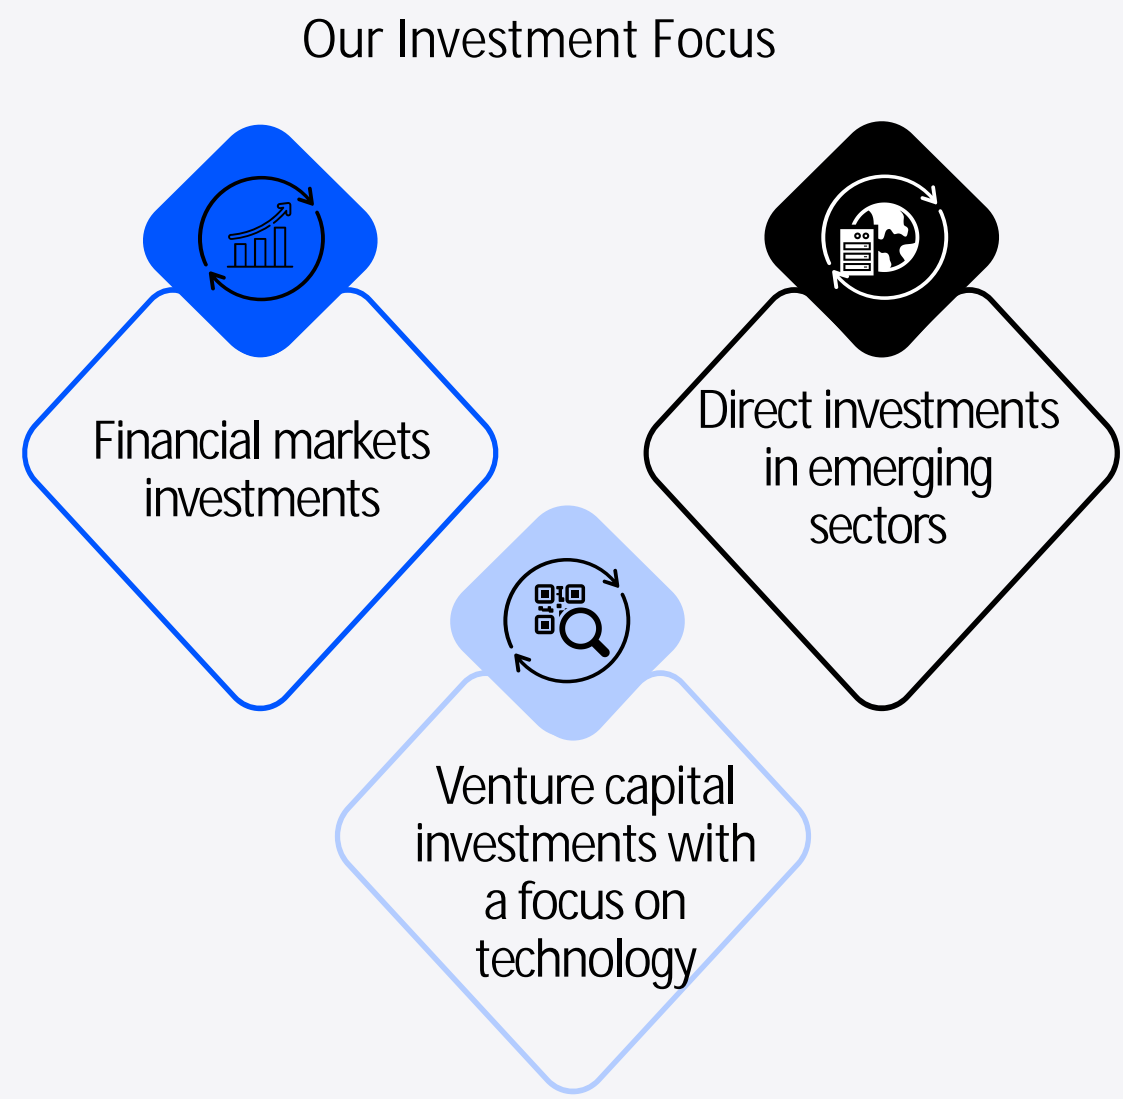 Our Investment Focus
Financial markets
investments
Direct investments
in emerging
sectors
Venture capital
investments with
a focus on
technology